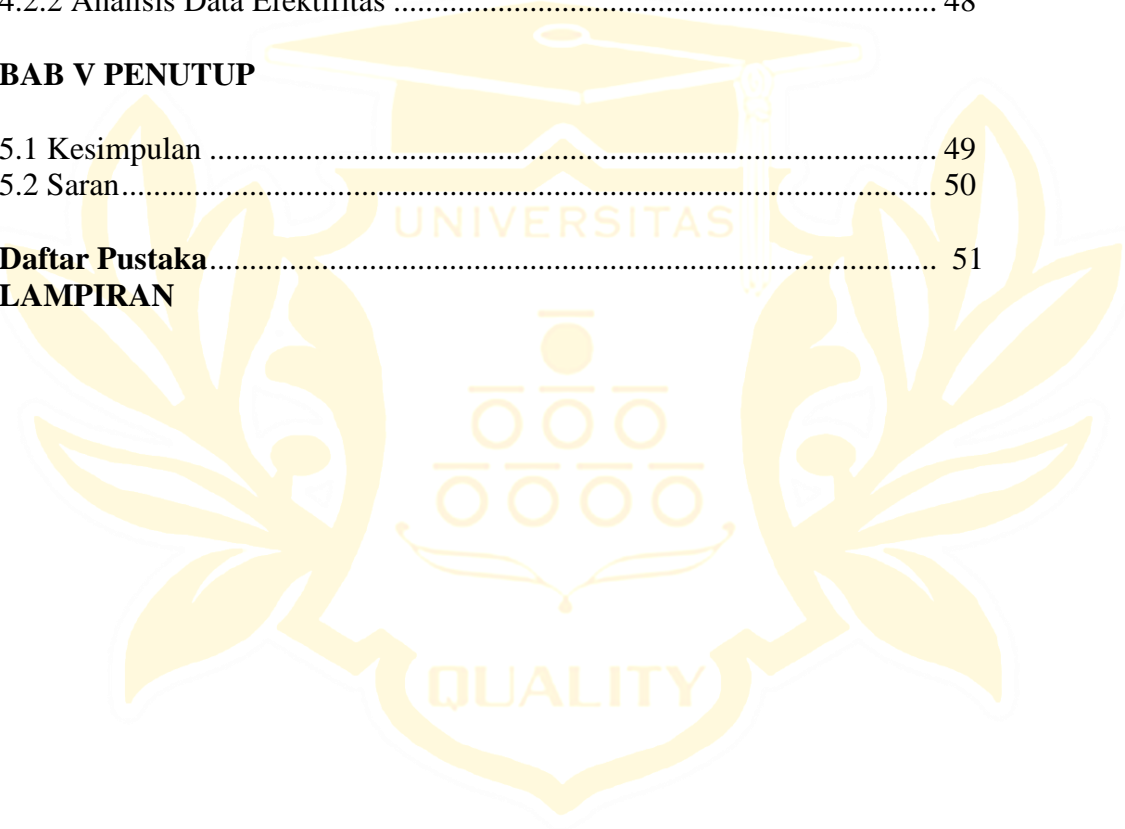 4.2.2 Analisis Data Efektifitas .................................................................. 48
BAB V PENUTUP
5.1 Kesimpulan ........................................................................................ 49
5.2 Saran................................................................................................... 50
Daftar Pustaka........................................................................................ 51
LAMPIRAN
UNIVERSITAS
QUALITY